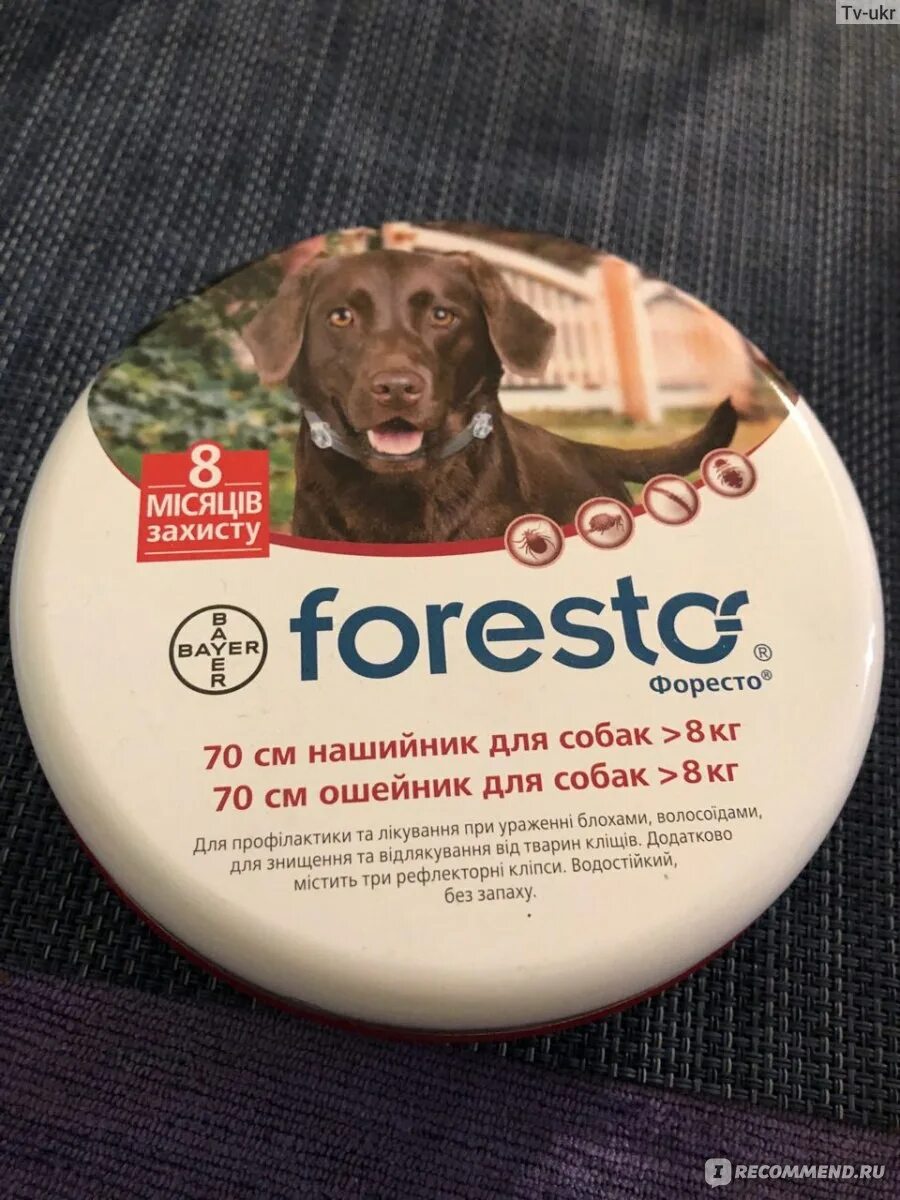 Tv-ukr
8
МІСЯЦІВ
захисту
BAYER
BAYER
foresto®
Форесто®
70 см нашийник для собак >8 кг
70 см ошейник для собак >8 кг
Для профілактики та лікування при ураженні блохами, волосоїдами,
для знищення та відлякування від тварин кліщів. Додатково
містить три рефлекторні кліпси. Водостійкий,
без запаху.
IRECOMMEND.RU